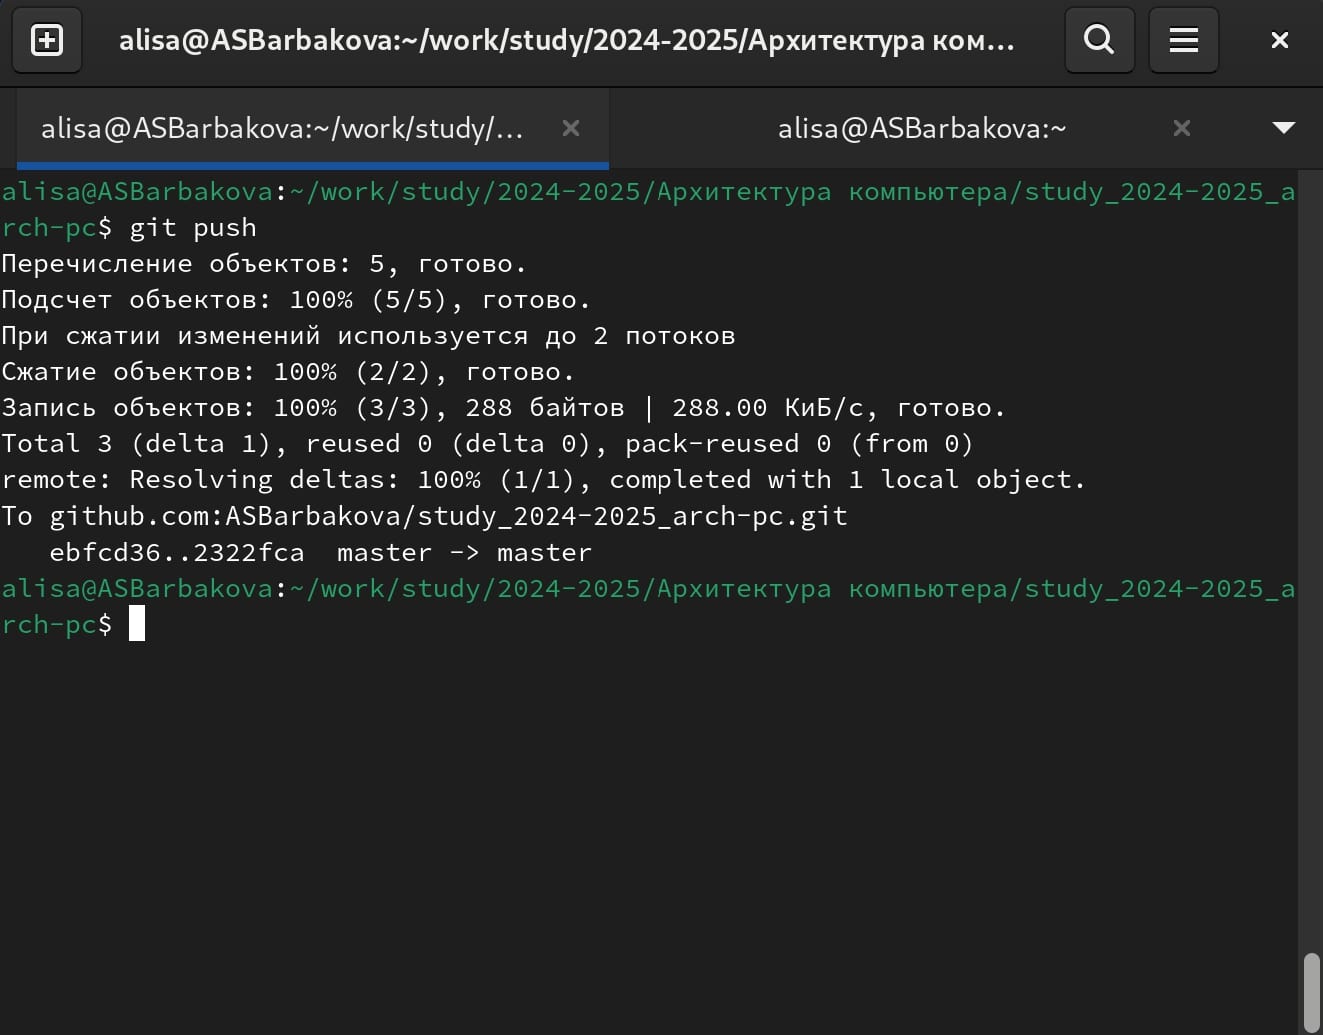 alisa@ASBarbakova:~/work/study/2024-2025/Архитектура ком...
alisa@ASBarbakova:~/work/study/...
alisa@ASBarbakova:~
alisa@ASBarbakova:~/work/study/2024-2025/Архитектура компьютера/study_2024-2025_a
rch-pc$ git push
Перечисление объектов: 5, готово.
Подсчет объектов: 100% (5/5), готово.
При сжатии изменений используется до 2 потоков
Сжатие объектов: 100% (2/2), готово.
Запись объектов: 100% (3/3), 288 байтов | 288.00 КиБ/с, готово.
Total 3 (delta 1), reused 0 (delta 0), pack-reused 0 (from 0)
remote: Resolving deltas: 100% (1/1), completed with 1 local object.
To github.com:ASBarbakova/study_2024-2025_arch-pc.git
   ebfcd36..2322fca  master -> master
alisa@ASBarbakova:~/work/study/2024-2025/Архитектура компьютера/study_2024-2025_a
rch-pc$